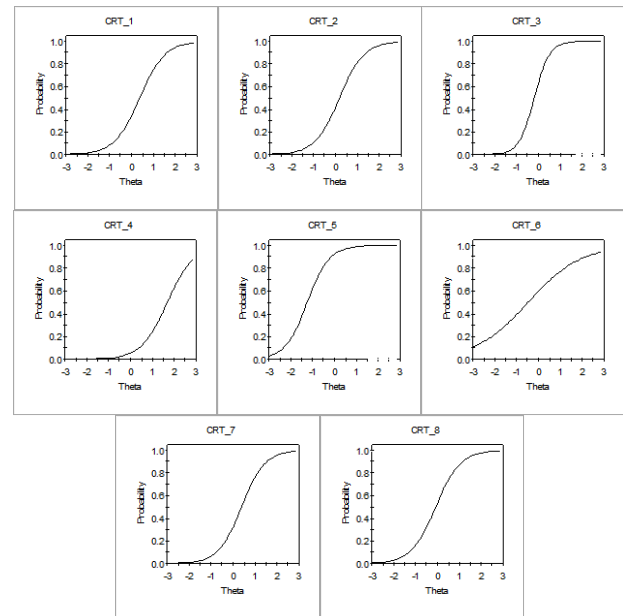 CRT_1 CRT_2 CRT_3
1.0 1.0 1.0
0.8 0.8 0.8
0.6 0.6 0.6
0.4 0.4 0.4
0.2 0.2 0.2
0.0 0.0 0.0
Probability Probability Probability
-3 -2 -1 0 1 2 3 -3 -2 -1 0 1 2 3 -3 -2 -1 0 1 2 3
Theta Theta Theta
CRT_4 CRT_5 CRT_6
1.0 1.0 1.0
0.8 0.8 0.8
0.6 0.6 0.6
0.4 0.4 0.4
0.2 0.2 0.2
0.0 0.0 0.0
Probability Probability Probability
-3 -2 -1 0 1 2 3 -3 -2 -1 0 1 2 3 -3 -2 -1 0 1 2 3
Theta Theta Theta
CRT_7 CRT_8
1.0 1.0
0.8 0.8
0.6 0.6
0.4 0.4
0.2 0.2
0.0 0.0
Probability Probability
-3 -2 -1 0 1 2 3 -3 -2 -1 0 1 2 3
Theta Theta